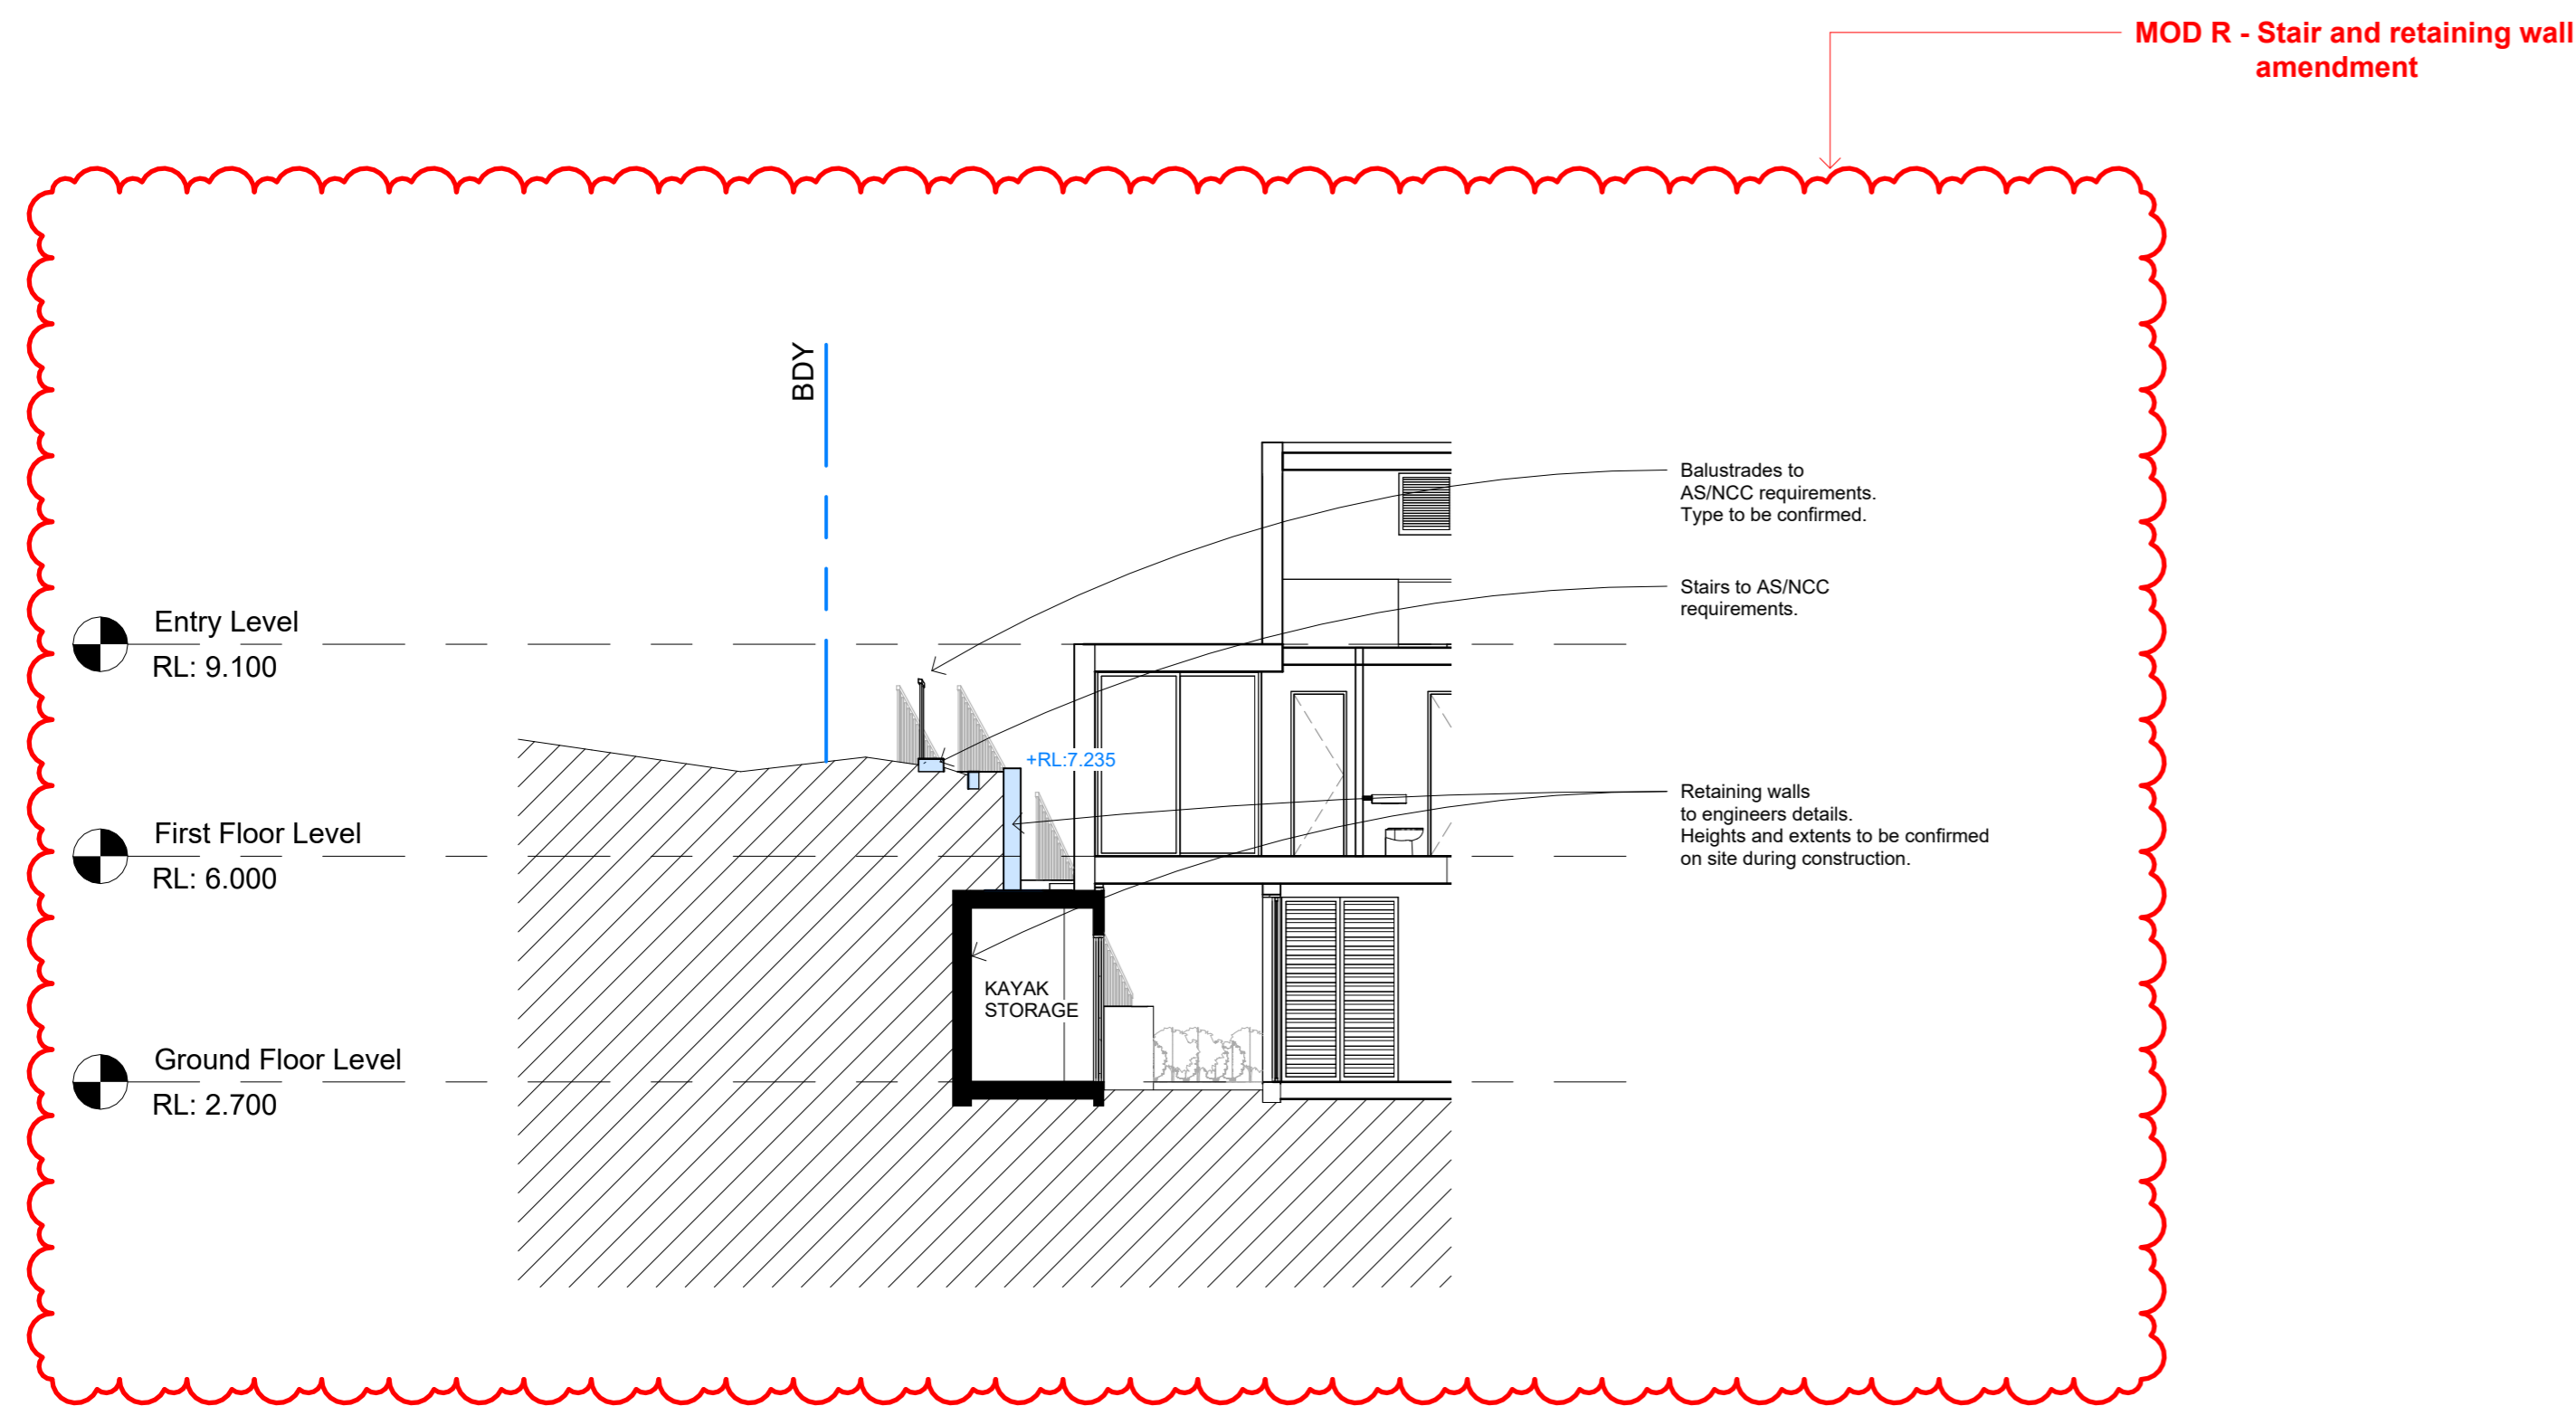 MOD R - Stair and retaining wall
amendment
BDY
Balustrades to
AS/NCC requirements.
Type to be confirmed.
Stairs to AS/NCC
requirements.
Entry Level
RL: 9.100
+RL:7.235
Retaining walls
to engineers details.
Heights and extents to be confirmed
on site during construction.
First Floor Level
RL: 6.000
KAYAK
STORAGE
Ground Floor Level
RL: 2.700